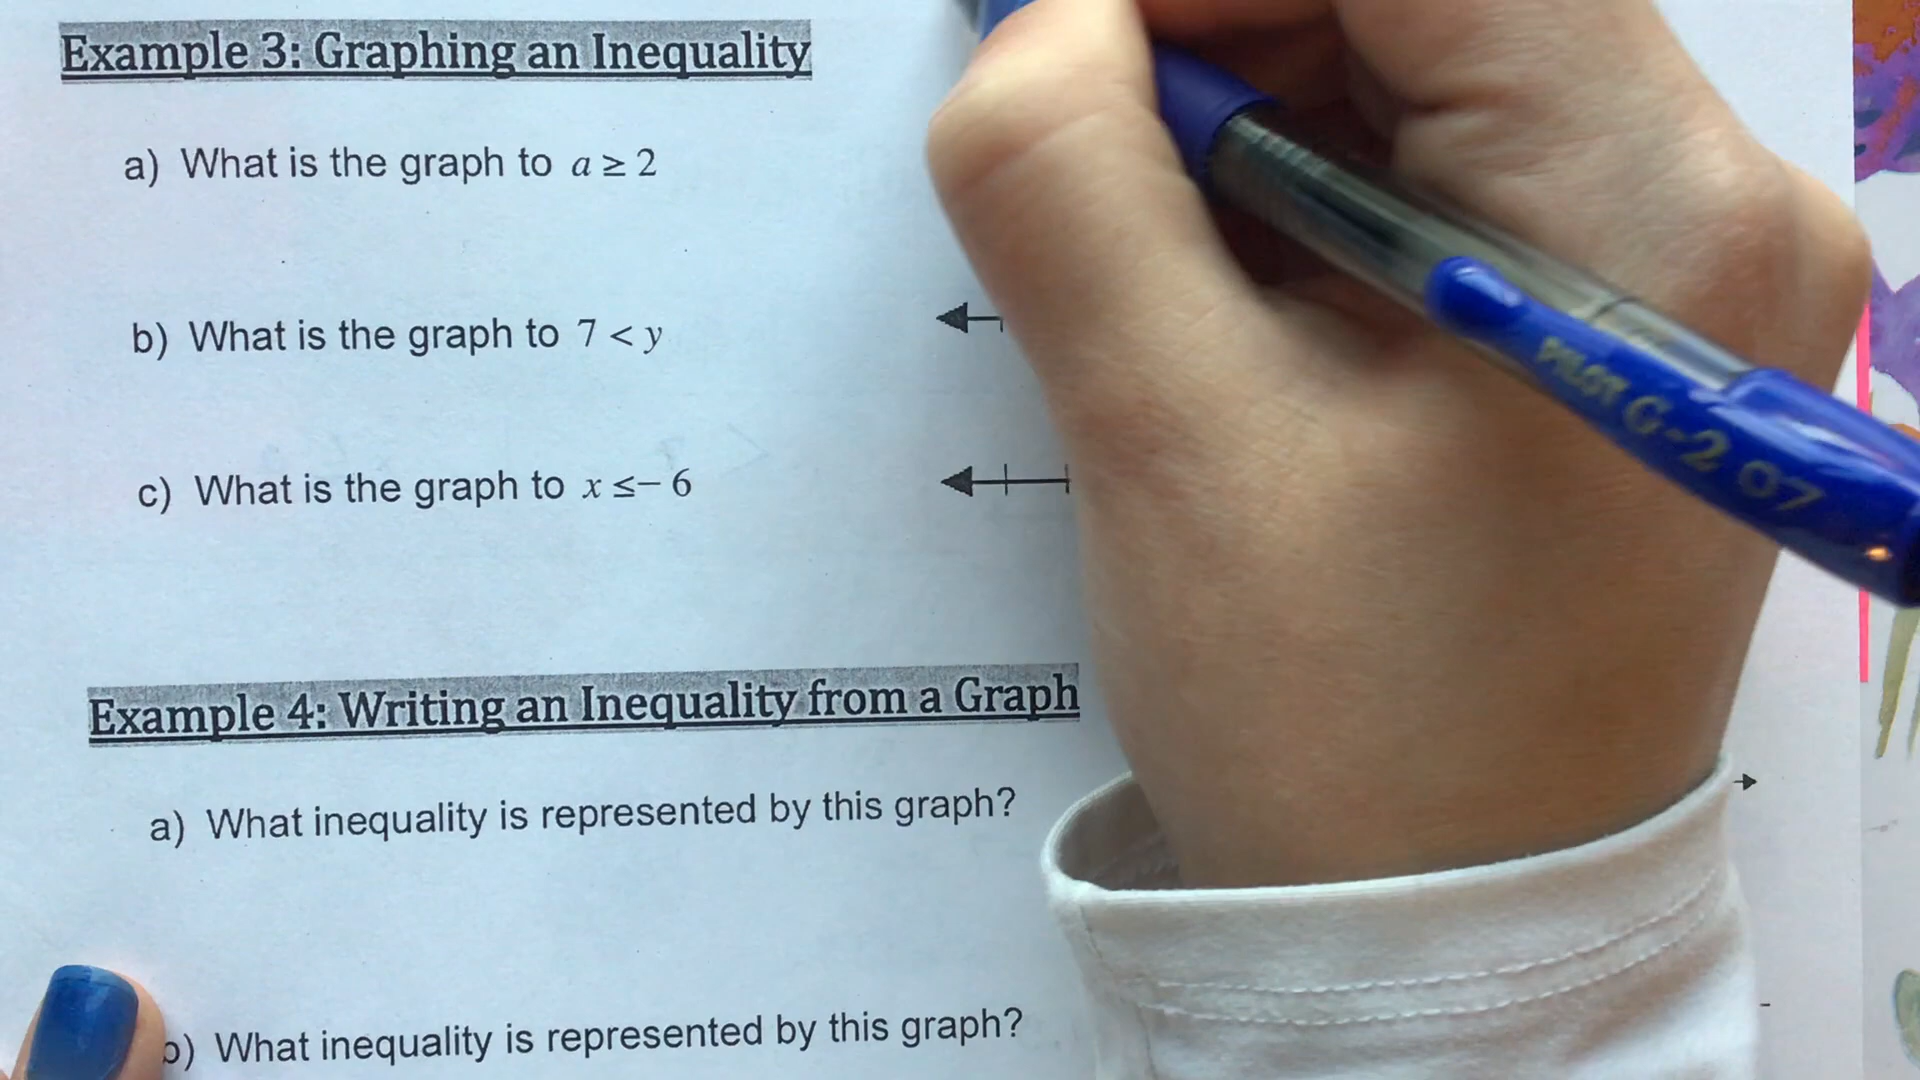 Example 3: Graphing an Inequality
a) What is the graph to a ≥ 2
b) What is the graph to 7 < y
c) What is the graph to x ≤ − 6
PILOT G-2 07
Example 4: Writing an Inequality from a Graph
a) What inequality is represented by this graph?
b) What inequality is represented by this graph?